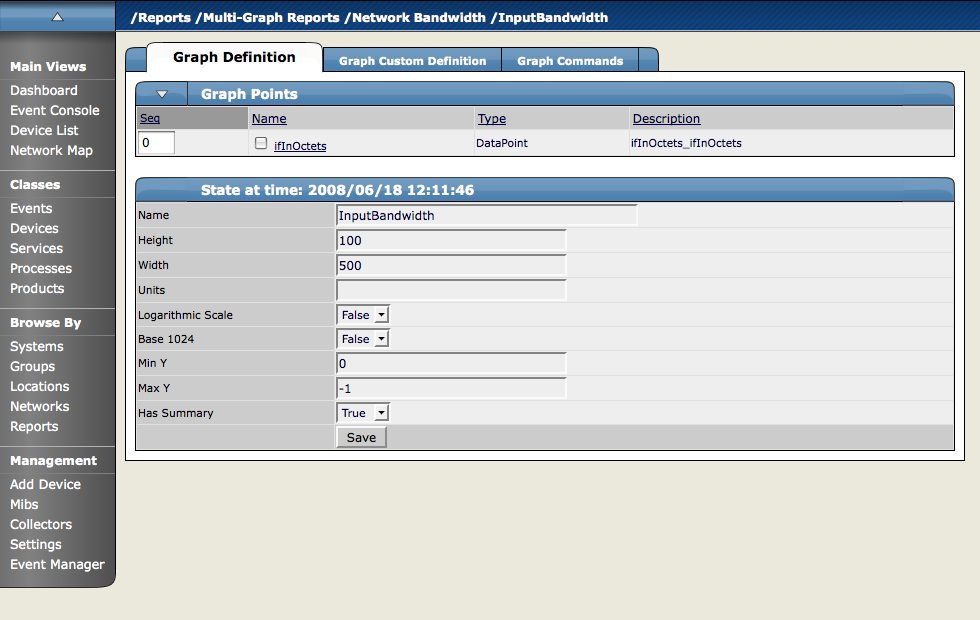 /Reports /Multi-Graph Reports /Network Bandwidth /InputBandwidth
Main Views
Dashboard
Event Console
Device List
Network Map
Classes
Events
Devices
Services
Processes
Products
Browse By
Systems
Groups
Locations
Networks
Reports
Management
Add Device
Mibs
Collectors
Settings
Event Manager
Graph Definition Graph Custom Definition Graph Commands
Graph Points
Seq Name Type Description
0 ifInOctets DataPoint ifInOctets_ifInOctets
State at time: 2008/06/18 12:11:46
Name InputBandwidth
Height 100
Width 500
Units
Logarithmic Scale False
Base 1024 False
Min Y 0
Max Y -1
Has Summary True
Save